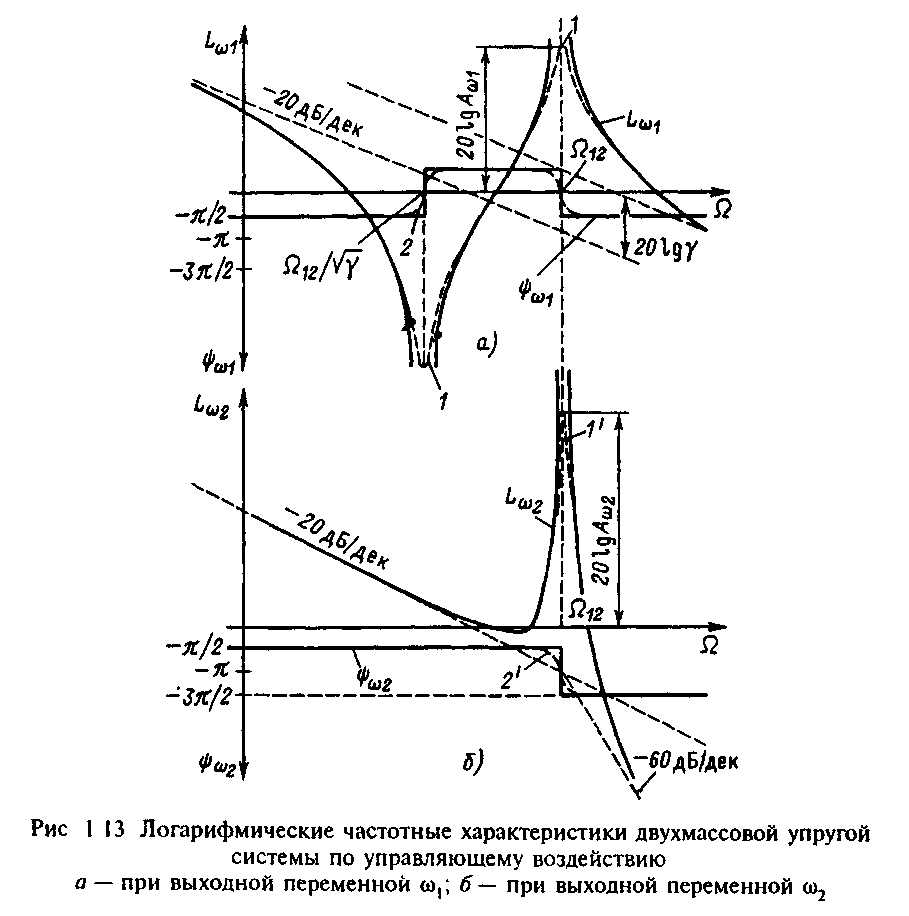 Lω1
1
−20 дБ/дек
20 lg Aω1
Lω1
Ω12
Ω
−π/2
−π
−3π/2
2
Ω12/√γ
20 lg γ
ψω1
а)
ψω1
1
Lω2
1'
Lω2
−20 дБ/дек
20 lg Aω2
Ω12
Ω
−π/2
−π
−3π/2
ψω2
2'
ψω2
б)
−60 дБ/дек
Рис 1 13 Логарифмические частотные характеристики двухмассовой упругой
системы по управляющему воздействию
а — при выходной переменной ω₁; б — при выходной переменной ω₂